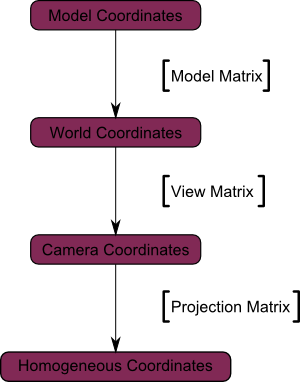 Model Coordinates
[Model Matrix]
World Coordinates
[View Matrix]
Camera Coordinates
[Projection Matrix]
Homogeneous Coordinates